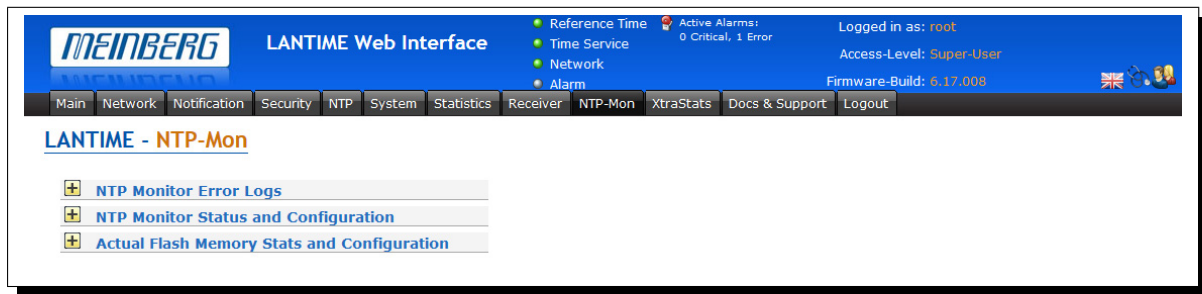 MEINBERG
LANTIME Web Interface
Reference Time
Time Service
Network
Alarm
Active Alarms:
0 Critical, 1 Error
Logged in as: root
Access-Level: Super-User
Firmware-Build: 6.17.008
Main Network Notification Security NTP System Statistics Receiver NTP-Mon XtraStats Docs & Support Logout
LANTIME - NTP-Mon
NTP Monitor Error Logs
NTP Monitor Status and Configuration
Actual Flash Memory Stats and Configuration